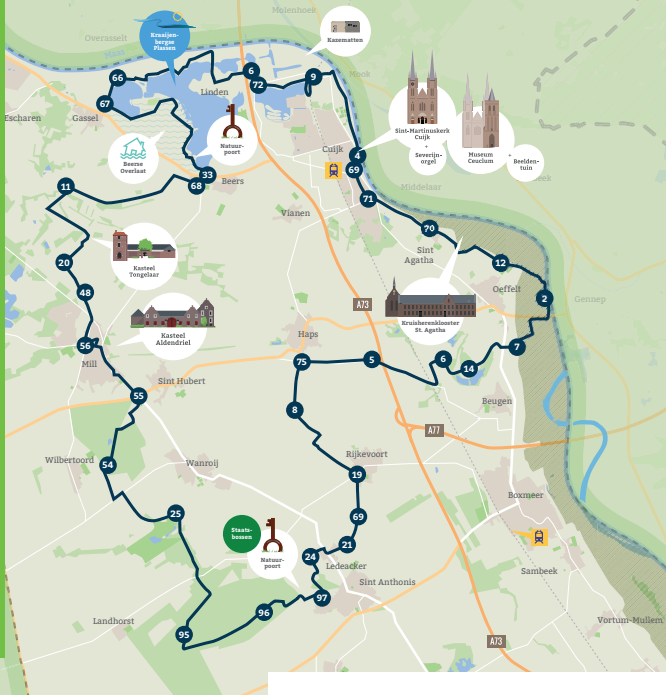 Molenhoek
Overasselt
Kraaijen-
bergse
Plassen
Kazematten
Maas
66
6
72
9
Mook
Linden
67
Gassel
Escharen
Natuur-
poort
Beerse
Overlaat
Sint-Martinuskerk
Cuijk
+
Severijn-
orgel
Museum
Ceuclum
+
Beelden-
tuin
Cuijk
4
69
33
68
Beers
11
71
Middelaar
Vianen
70
Sint
Agatha
20
12
Kasteel
Tongelaar
48
Oeffelt
2
Gennep
A73
Kruisherenklooster
St. Agatha
Kasteel
Aldendriel
56
Mill
Haps
75
5
6
14
7
Sint Hubert
55
8
Beugen
A77
Wilbertoord
54
Wanroij
Rijkevoort
19
Boxmeer
25
69
Staats-
bossen
Natuur-
poort
21
24
Ledeacker
Sambeek
Sint Anthonis
97
96
Landhorst
95
Vortum-Mullem
A73